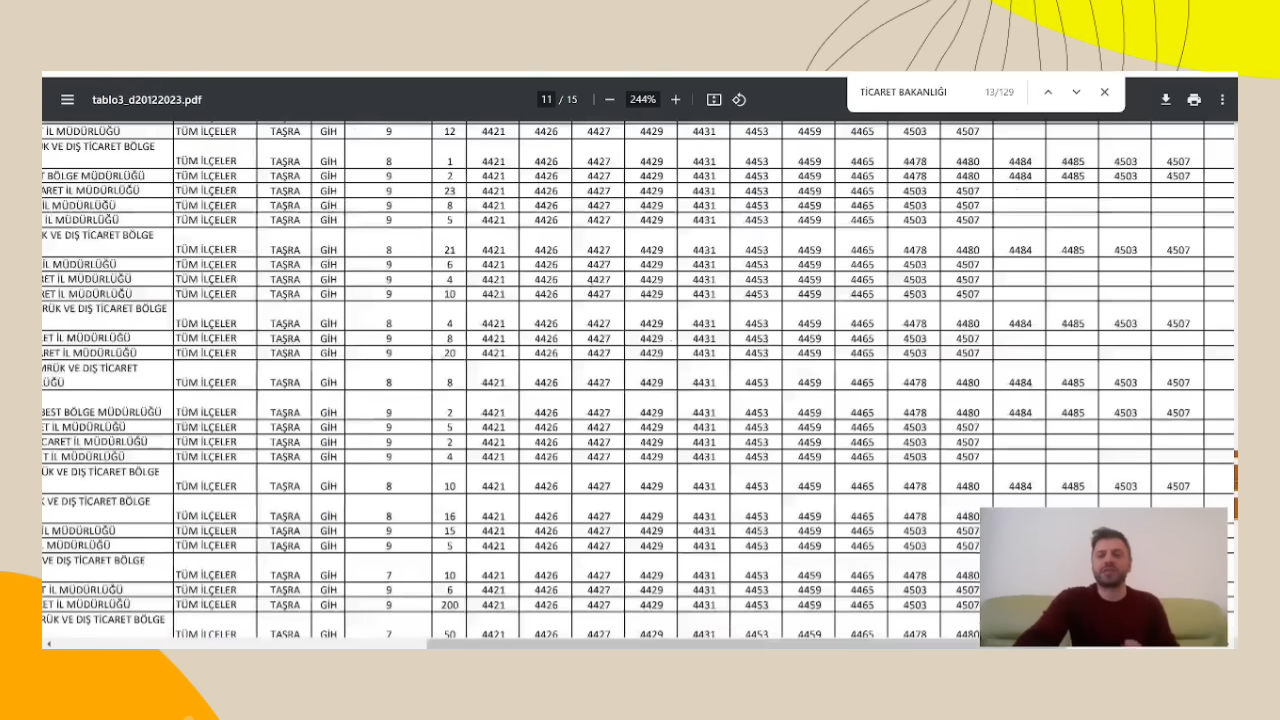 tablo3_d20122023.pdf 11 / 15 244% TİCARET BAKANLIĞI 13/129
İL MÜDÜRLÜĞÜ TÜM İLÇELER TAŞRA GİH 9 12 4421 4426 4427 4429 4431 4453 4459 4465 4503 4507
VE DIŞ TİCARET BÖLGE
TÜM İLÇELER TAŞRA GİH 8 1 4421 4426 4427 4429 4431 4453 4459 4465 4478 4480 4484 4485 4503 4507
T BÖLGE MÜDÜRLÜĞÜ TÜM İLÇELER TAŞRA GİH 9 2 4421 4426 4427 4429 4431 4453 4459 4465 4478 4480 4484 4485 4503 4507
ARET İL MÜDÜRLÜĞÜ TÜM İLÇELER TAŞRA GİH 9 23 4421 4426 4427 4429 4431 4453 4459 4465 4503 4507
İL MÜDÜRLÜĞÜ TÜM İLÇELER TAŞRA GİH 9 8 4421 4426 4427 4429 4431 4453 4459 4465 4503 4507
İL MÜDÜRLÜĞÜ TÜM İLÇELER TAŞRA GİH 9 5 4421 4426 4427 4429 4431 4453 4459 4465 4503 4507
K VE DIŞ TİCARET BÖLGE
TÜM İLÇELER TAŞRA GİH 8 21 4421 4426 4427 4429 4431 4453 4459 4465 4478 4480 4484 4485 4503 4507
İL MÜDÜRLÜĞÜ TÜM İLÇELER TAŞRA GİH 9 6 4421 4426 4427 4429 4431 4453 4459 4465 4503 4507
RET İL MÜDÜRLÜĞÜ TÜM İLÇELER TAŞRA GİH 9 4 4421 4426 4427 4429 4431 4453 4459 4465 4503 4507
RET İL MÜDÜRLÜĞÜ TÜM İLÇELER TAŞRA GİH 9 10 4421 4426 4427 4429 4431 4453 4459 4465 4503 4507
RÜK VE DIŞ TİCARET BÖLGE
TÜM İLÇELER TAŞRA GİH 8 4 4421 4426 4427 4429 4431 4453 4459 4465 4478 4480 4484 4485 4503 4507
ET İL MÜDÜRLÜĞÜ TÜM İLÇELER TAŞRA GİH 9 8 4421 4426 4427 4429 4431 4453 4459 4465 4503 4507
RET İL MÜDÜRLÜĞÜ TÜM İLÇELER TAŞRA GİH 9 20 4421 4426 4427 4429 4431 4453 4459 4465 4503 4507
MRÜK VE DIŞ TİCARET
ÜĞÜ TÜM İLÇELER TAŞRA GİH 8 8 4421 4426 4427 4429 4431 4453 4459 4465 4478 4480 4484 4485 4503 4507
BEST BÖLGE MÜDÜRLÜĞÜ TÜM İLÇELER TAŞRA GİH 9 2 4421 4426 4427 4429 4431 4453 4459 4465 4478 4480 4484 4485 4503 4507
ET İL MÜDÜRLÜĞÜ TÜM İLÇELER TAŞRA GİH 9 5 4421 4426 4427 4429 4431 4453 4459 4465 4503 4507
CARET İL MÜDÜRLÜĞÜ TÜM İLÇELER TAŞRA GİH 9 2 4421 4426 4427 4429 4431 4453 4459 4465 4503 4507
T İL MÜDÜRLÜĞÜ TÜM İLÇELER TAŞRA GİH 9 4 4421 4426 4427 4429 4431 4453 4459 4465 4503 4507
ÜK VE DIŞ TİCARET BÖLGE
TÜM İLÇELER TAŞRA GİH 8 10 4421 4426 4427 4429 4431 4453 4459 4465 4478 4480 4484 4485 4503 4507
VE DIŞ TİCARET BÖLGE
TÜM İLÇELER TAŞRA GİH 8 16 4421 4426 4427 4429 4431 4453 4459 4465 4478 4480
İL MÜDÜRLÜĞÜ TÜM İLÇELER TAŞRA GİH 9 15 4421 4426 4427 4429 4431 4453 4459 4465 4503 4507
MÜDÜRLÜĞÜ TÜM İLÇELER TAŞRA GİH 9 5 4421 4426 4427 4429 4431 4453 4459 4465 4503 4507
VE DIŞ TİCARET BÖLGE
TÜM İLÇELER TAŞRA GİH 7 10 4421 4426 4427 4429 4431 4453 4459 4465 4478 4480
T İL MÜDÜRLÜĞÜ TÜM İLÇELER TAŞRA GİH 9 6 4421 4426 4427 4429 4431 4453 4459 4465 4503 4507
ET İL MÜDÜRLÜĞÜ TÜM İLÇELER TAŞRA GİH 9 200 4421 4426 4427 4429 4431 4453 4459 4465 4503 4507
RÜK VE DIŞ TİCARET BÖLGE
TÜM İLÇELER TAŞRA GİH 7 50 4421 4426 4427 4429 4431 4453 4459 4465 4478 4480